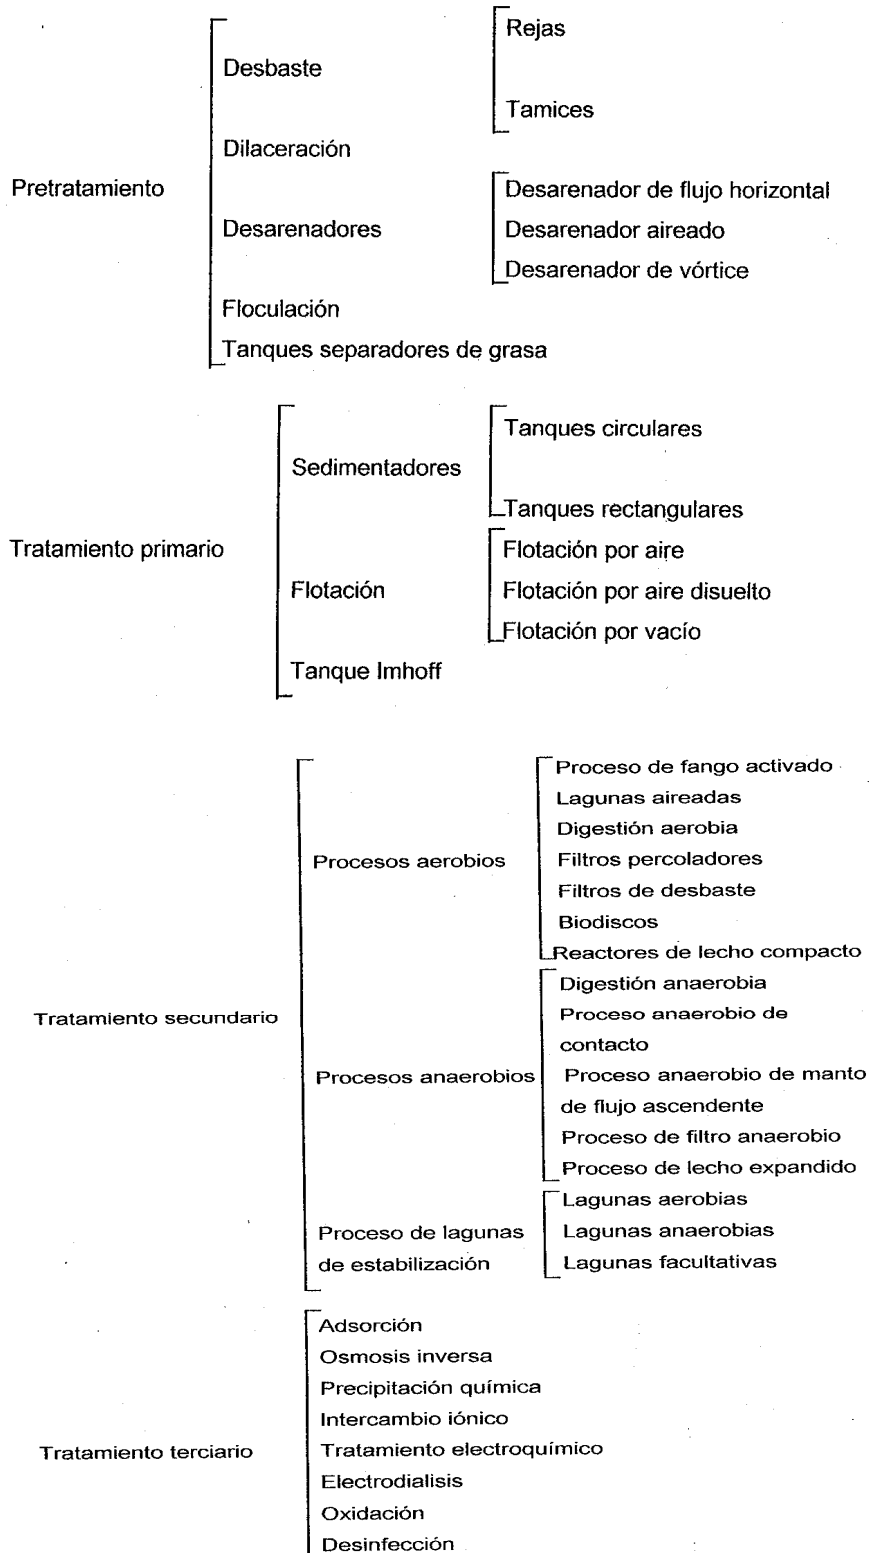 Rejas
Desbaste
Tamices
Dilaceración
Pretratamiento
Desarenador de flujo horizontal
Desarenadores
Desarenador aireado
Desarenador de vórtice
Floculación
Tanques separadores de grasa
Tanques circulares
Sedimentadores
Tanques rectangulares
Tratamiento primario
Flotación por aire
Flotación
Flotación por aire disuelto
Flotación por vacío
Tanque Imhoff
Proceso de fango activado
Lagunas aireadas
Digestión aerobia
Procesos aerobios
Filtros percoladores
Filtros de desbaste
Biodiscos
Reactores de lecho compacto
Digestión anaerobia
Tratamiento secundario
Proceso anaerobio de
contacto
Procesos anaerobios
Proceso anaerobio de manto
de flujo ascendente
Proceso de filtro anaerobio
Proceso de lecho expandido
Lagunas aerobias
Proceso de lagunas
de estabilización
Lagunas anaerobias
Lagunas facultativas
Adsorción
Osmosis inversa
Precipitación química
Intercambio iónico
Tratamiento terciario
Tratamiento electroquímico
Electrodialisis
Oxidación
Desinfección